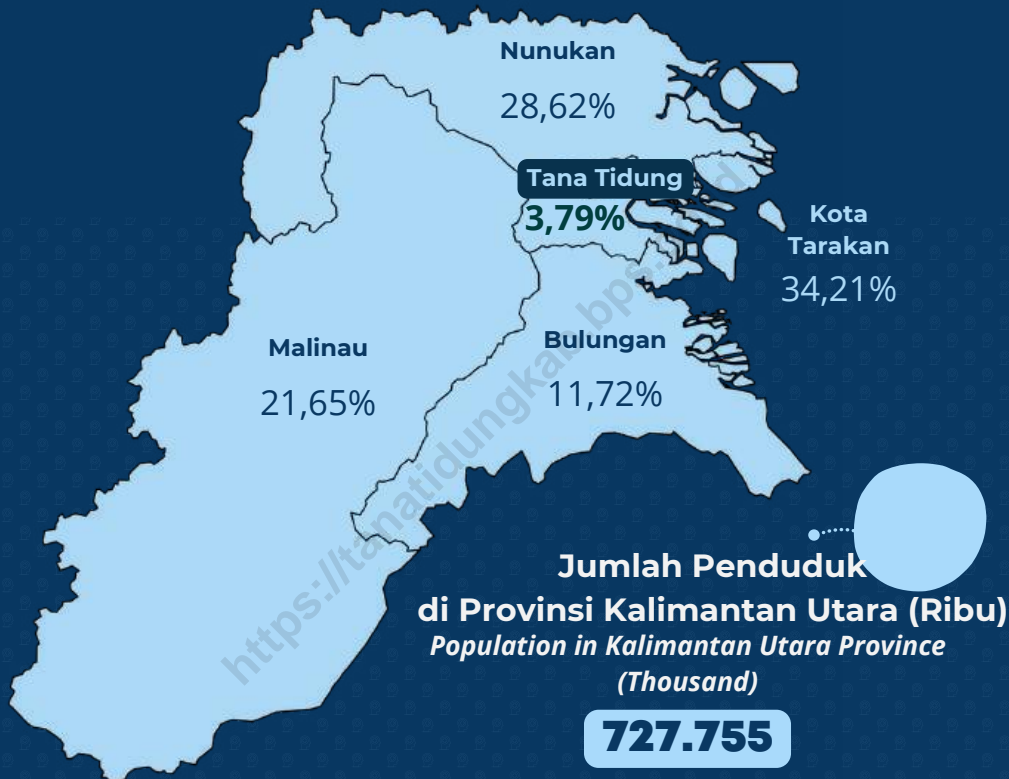 Nunukan
28,62%
Tana Tidung
3,79%
Kota
Tarakan
34,21%
Malinau
21,65%
Bulungan
11,72%
https://tanatidungkab.bps.go.id
Jumlah Penduduk
di Provinsi Kalimantan Utara (Ribu)
Population in Kalimantan Utara Province
(Thousand)
727.755